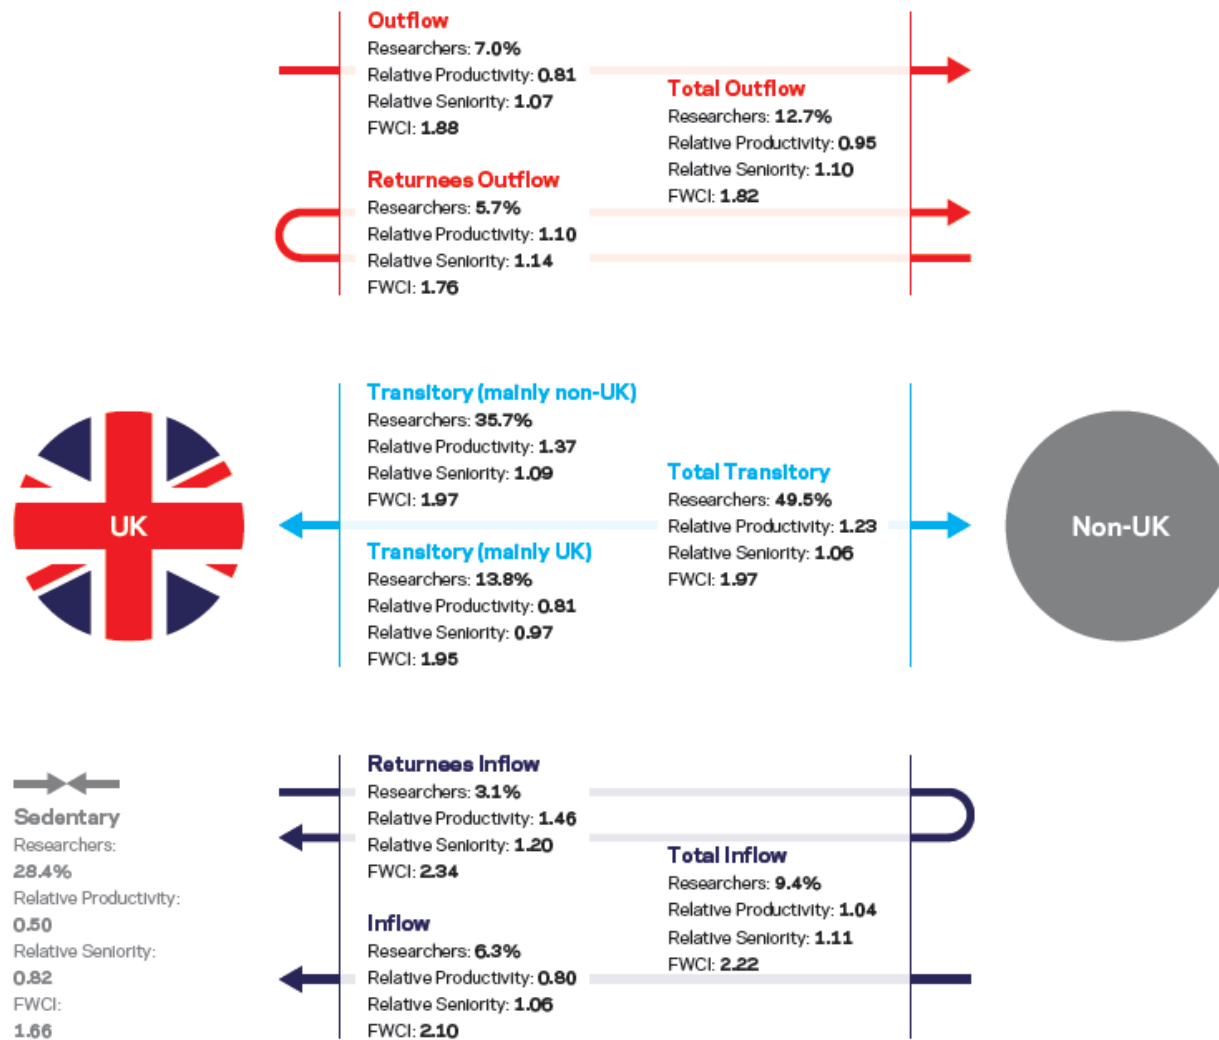 Outflow
Researchers: 7.0%
Relative Productivity: 0.81
Relative Seniority: 1.07
FWCI: 1.88
Total Outflow
Researchers: 12.7%
Relative Productivity: 0.95
Relative Seniority: 1.10
FWCI: 1.82
Returnees Outflow
Researchers: 5.7%
Relative Productivity: 1.10
Relative Seniority: 1.14
FWCI: 1.76
UK
Transitory (mainly non-UK)
Researchers: 35.7%
Relative Productivity: 1.37
Relative Seniority: 1.09
FWCI: 1.97
Transitory (mainly UK)
Researchers: 13.8%
Relative Productivity: 0.81
Relative Seniority: 0.97
FWCI: 1.95
Total Transitory
Researchers: 49.5%
Relative Productivity: 1.23
Relative Seniority: 1.06
FWCI: 1.97
Non-UK
Sedentary
Researchers:
28.4%
Relative Productivity:
0.50
Relative Seniority:
0.82
FWCI:
1.66
Returnees Inflow
Researchers: 3.1%
Relative Productivity: 1.46
Relative Seniority: 1.20
FWCI: 2.34
Inflow
Researchers: 6.3%
Relative Productivity: 0.80
Relative Seniority: 1.06
FWCI: 2.10
Total Inflow
Researchers: 9.4%
Relative Productivity: 1.04
Relative Seniority: 1.11
FWCI: 2.22